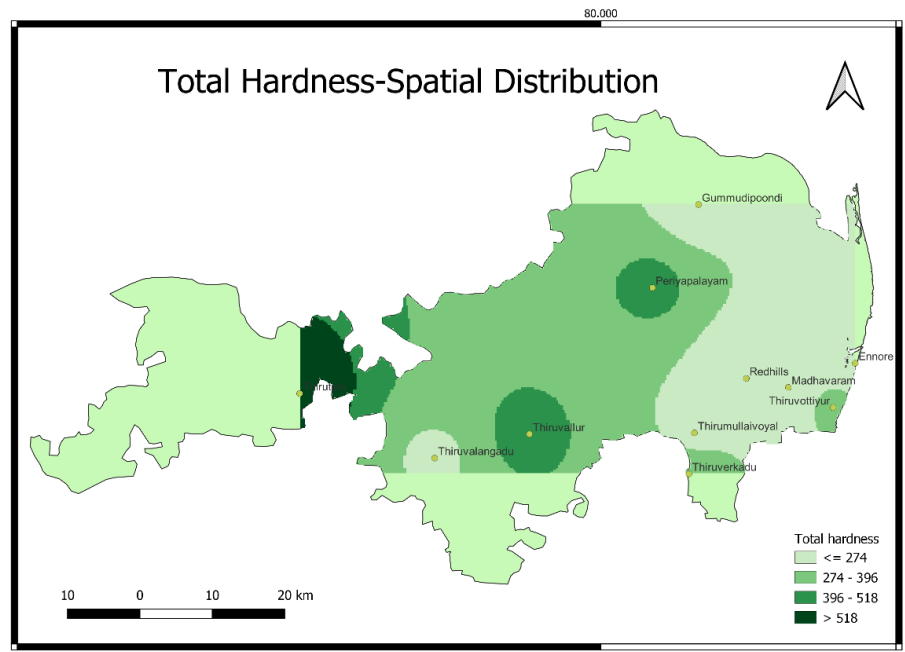 80.000
Total Hardness-Spatial Distribution
Gummudipoondi
Periyapalayam
Ennore
Redhills
Madhavaram
Thiruvottiyur
Thiruvallur
Thirumullaivoyal
Thiruvalangadu
Thiruverkadu
Total hardness
<= 274
274 - 396
396 - 518
> 518
10 0 10 20 km